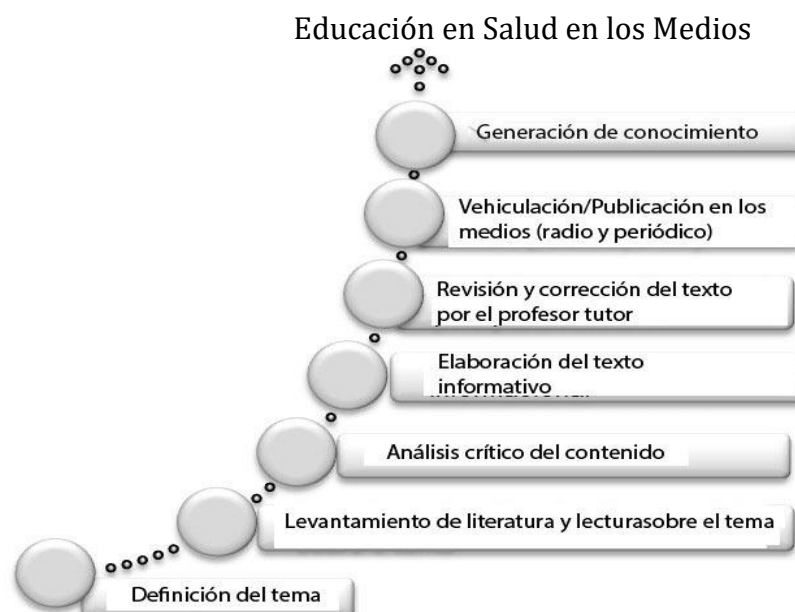 Educación en Salud en los Medios
Generación de conocimiento
Vehiculación/Publicación en los
medios (radio y periódico)
Revisión y corrección del texto
por el profesor tutor
Elaboración del texto
informativo
Análisis crítico del contenido
Levantamiento de literatura y lecturasobre el tema
Definición del tema